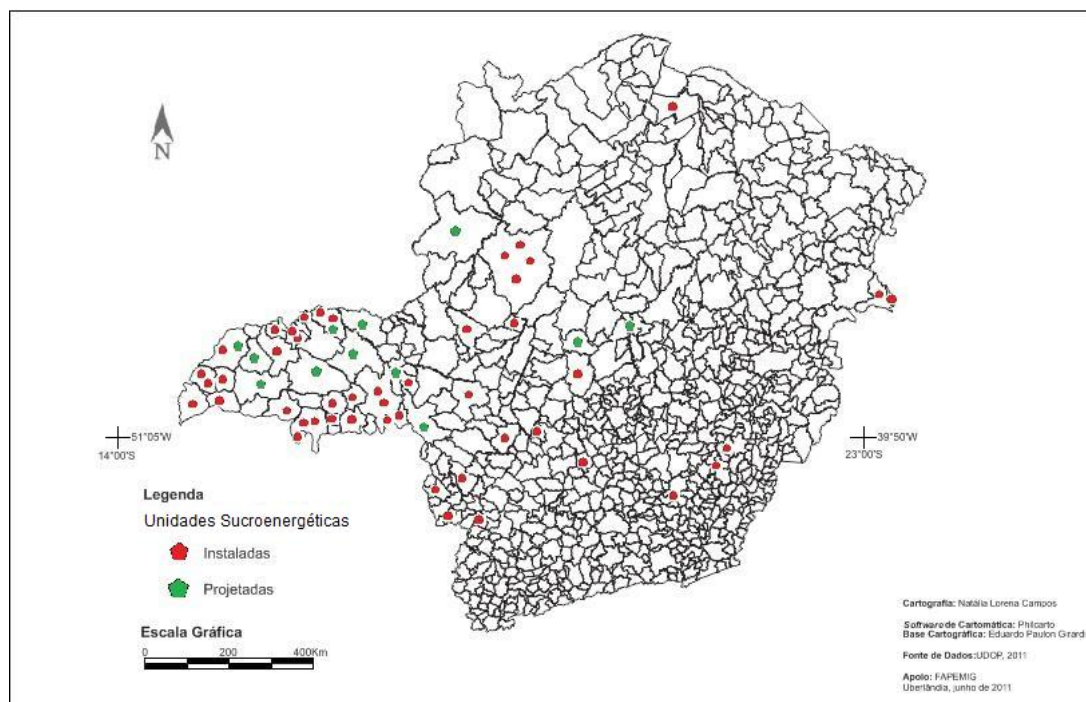 N
51°05'W
14°00'S
39°50'W
23°00'S
Legenda
Unidades Sucroenergéticas
Instaladas
Projetadas
Escala Gráfica
0 200 400Km
Cartografia: Natália Lorena Campos
Software de Cartomática: Philcarto
Base Cartográfica: Eduardo Paulon Girardi
Fonte de Dados:UDOP, 2011
Apoio: FAPEMIG
Uberlândia, junho de 2011